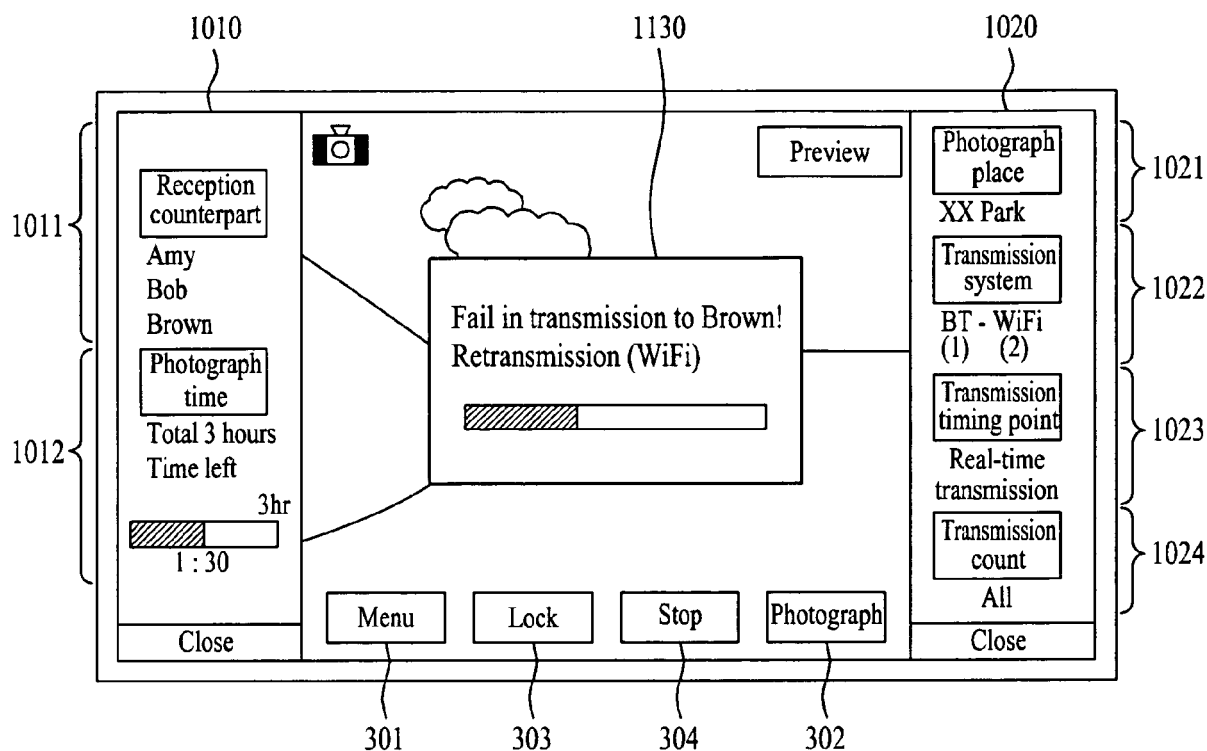 1010
1130
1020
1011
1012
Reception
counterpart
Amy
Bob
Brown
Photograph
time
Total 3 hours
Time left
3hr
1 : 30
Close
Preview
Fail in transmission to Brown!
Retransmission (WiFi)
Menu
Lock
Stop
Photograph
Photograph
place
XX Park
Transmission
system
BT - WiFi
(1) (2)
Transmission
timing point
Real-time
transmission
Transmission
count
All
Close
1021
1022
1023
1024
301
303
304
302